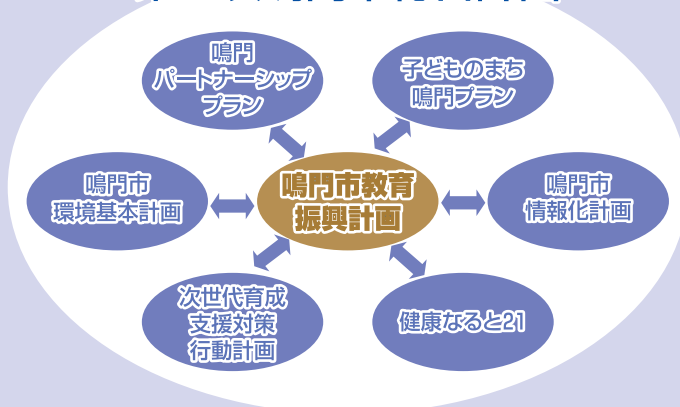 鳴門
パートナーシップ
プラン
子どものまち
鳴門プラン
鳴門市
環境基本計画
鳴門市教育
振興計画
鳴門市
情報化計画
次世代育成
支援対策
行動計画
健康なると21